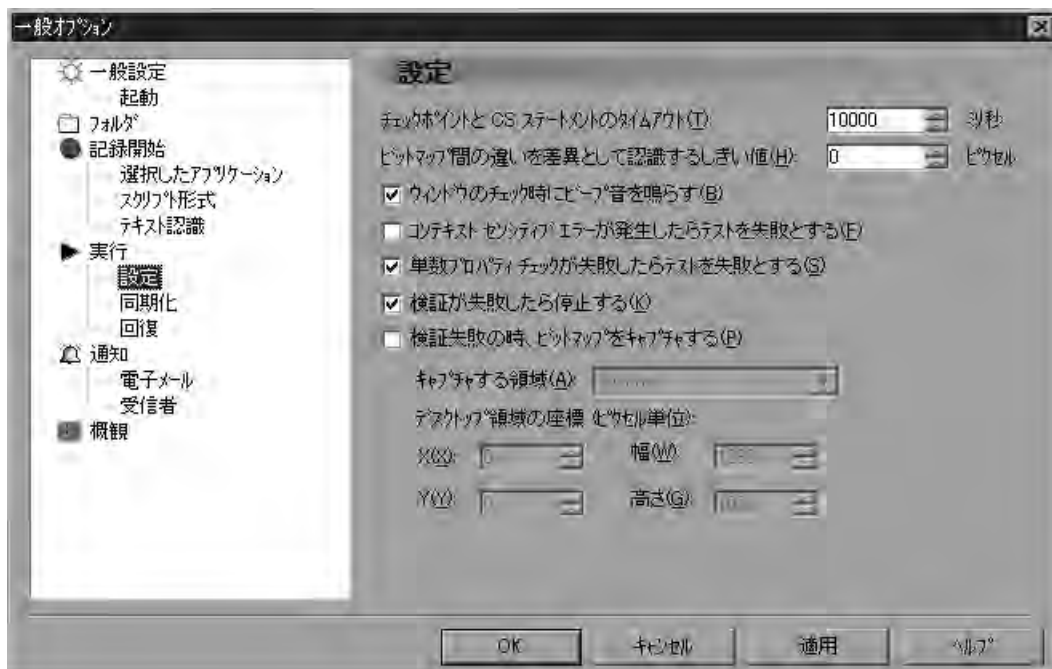 一般オプション
一般設定
起動
フォルダ
記録開始
選択したアプリケーション
スクリプト形式
テキスト認識
実行
設定
同期化
回復
通知
電子メール
受信者
概観
設定
チェックポイントと CS ステートメントのタイムアウト(T): 10000 ミリ秒
ビットマップ間の違いを差異として認識するしきい値(H): 0 ピクセル
ウィンドウのチェック時にビープ音を鳴らす(B)
コンテキスト センシティブ エラーが発生したらテストを失敗とする(F)
単数プロパティ チェックが失敗したらテストを失敗とする(S)
検証が失敗したら停止する(K)
検証失敗の時、ビットマップをキャプチャする(P)
キャプチャする領域(A):
デスクトップ領域の座標 (ピクセル単位):
X(X): 0 幅(W):
Y(Y): 0 高さ(G):
OK キャンセル 適用 ヘルプ